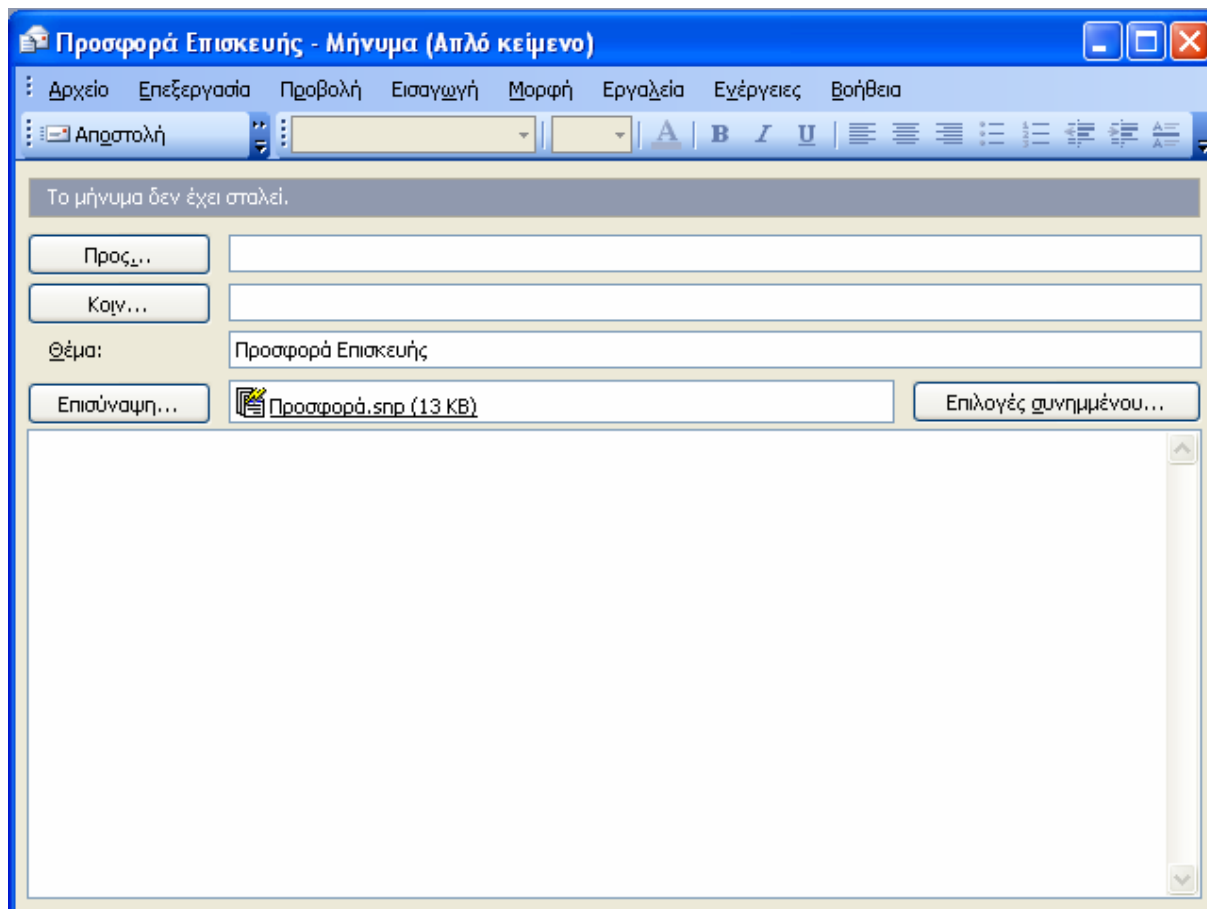 Προσφορά Επισκευής - Μήνυμα (Απλό κείμενο)
Αρχείο Επεξεργασία Προβολή Εισαγωγή Μορφή Εργαλεία Ενέργειες Βοήθεια
Αποστολή A B I U
Το μήνυμα δεν έχει σταλεί.
Προς...
Κοιν...
Θέμα: Προσφορά Επισκευής
Επισύναψη... Προσφορά.snp (13 KB) Επιλογές συνημμένου...